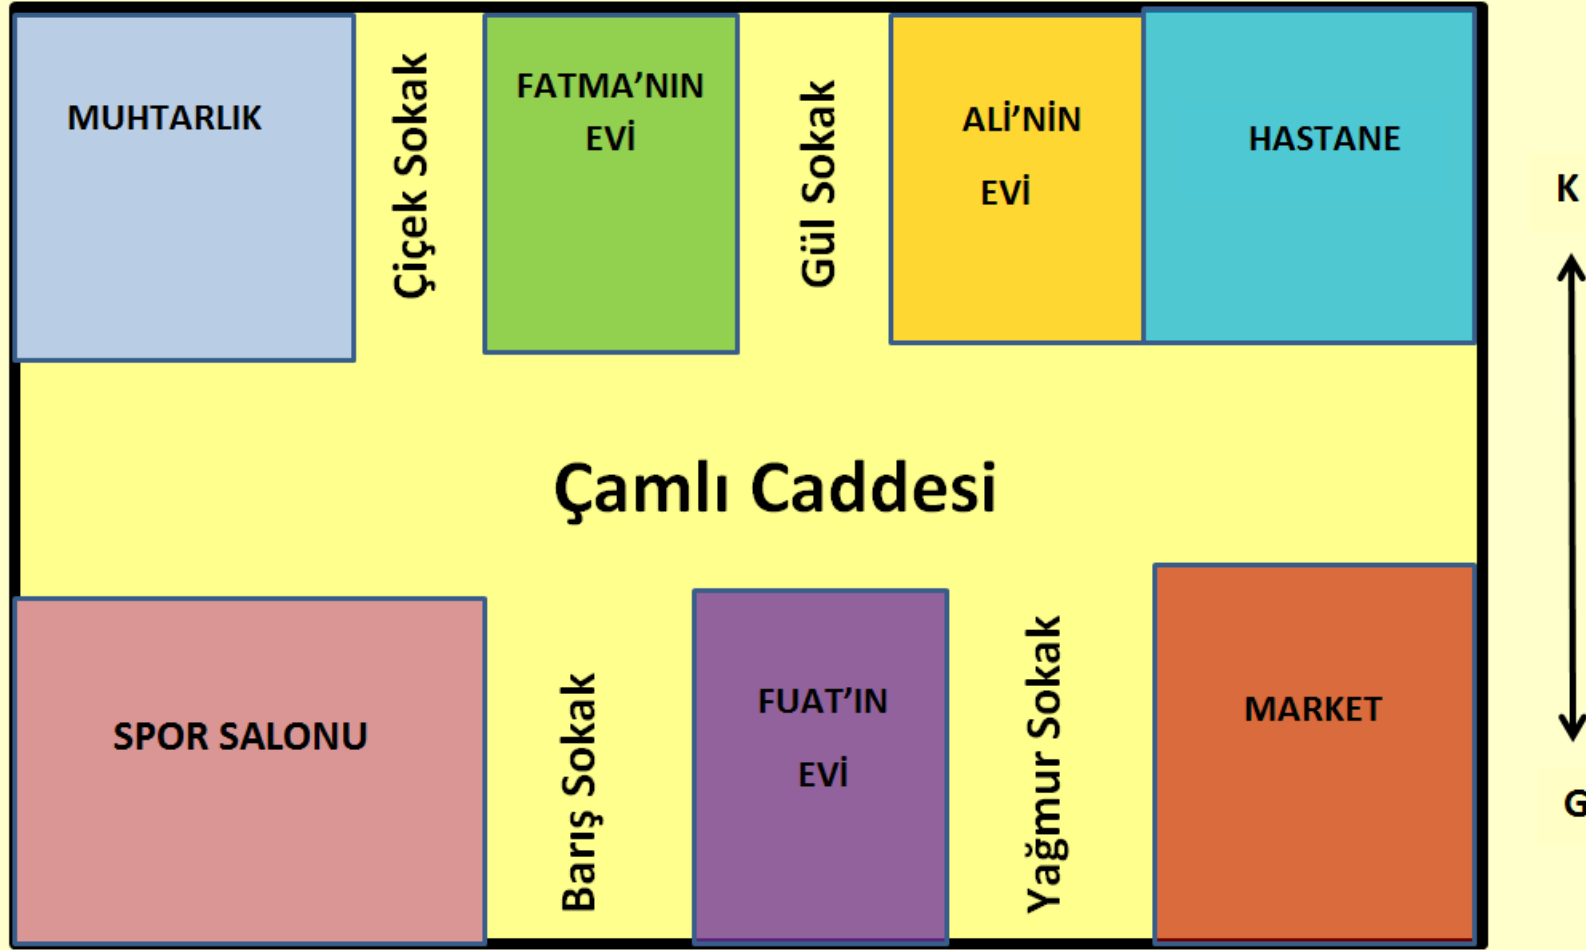 MUHTARLIK
Çiçek Sokak
FATMA’NIN
EVİ
Gül Sokak
ALİ’NİN
EVİ
HASTANE
K
Çamlı Caddesi
SPOR SALONU
Barış Sokak
FUAT’IN
EVİ
Yağmur Sokak
MARKET
G